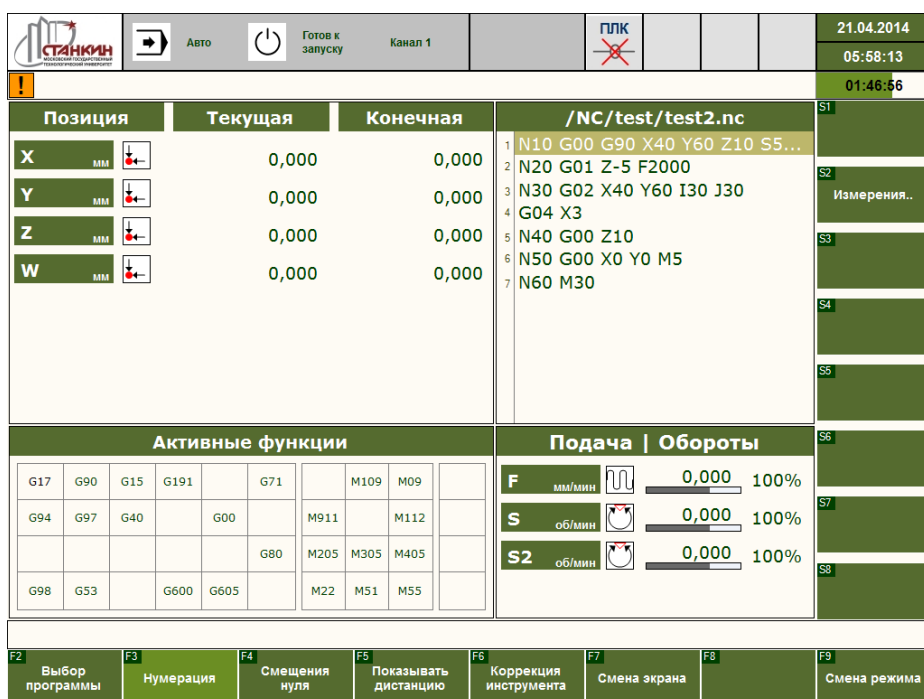 СТАНКИН
МОСКОВСКИЙ ГОСУДАРСТВЕННЫЙ
ТЕХНОЛОГИЧЕСКИЙ УНИВЕРСИТЕТ
Авто
Готов к
запуску
Канал 1
ПЛК
21.04.2014
05:58:13
!
01:46:56
Позиция Текущая Конечная
X мм 0,000 0,000
Y мм 0,000 0,000
Z мм 0,000 0,000
W мм 0,000 0,000
/NC/test/test2.nc
1 N10 G00 G90 X40 Y60 Z10 S5...
2 N20 G01 Z-5 F2000
3 N30 G02 X40 Y60 I30 J30
4 G04 X3
5 N40 G00 Z10
6 N50 G00 X0 Y0 M5
7 N60 M30
S1
S2
Измерения..
S3
S4
S5
S6
S7
S8
Активные функции
G17 G90 G15 G191 G71 M109 M09
G94 G97 G40 G00 M911 M112
G80 M205 M305 M405
G98 G53 G600 G605 M22 M51 M55
Подача | Обороты
F мм/мин 0,000 100%
S об/мин 0,000 100%
S2 об/мин 0,000 100%
F2
Выбор
программы
F3
Нумерация
F4
Смещения
нуля
F5
Показывать
дистанцию
F6
Коррекция
инструмента
F7
Смена экрана
F8
F9
Смена режима